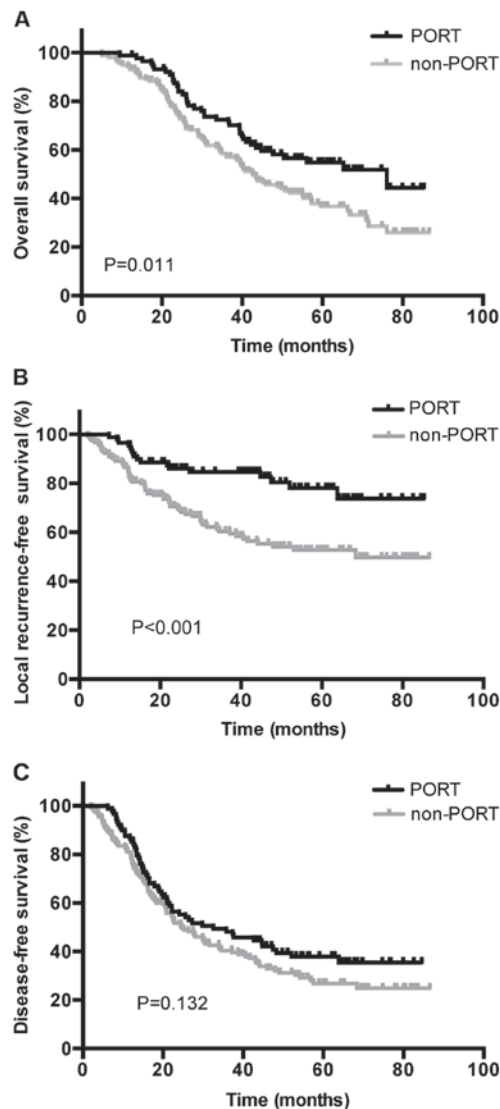 A
PORT
non-PORT
Overall survival (%)
100
80
60
40
20
0
P=0.011
0 20 40 60 80 100
Time (months)
B
PORT
non-PORT
Local recurrence-free survival (%)
100
80
60
40
20
0
P<0.001
0 20 40 60 80 100
Time (months)
C
PORT
non-PORT
Disease-free survival (%)
100
80
60
40
20
0
P=0.132
0 20 40 60 80 100
Time (months)